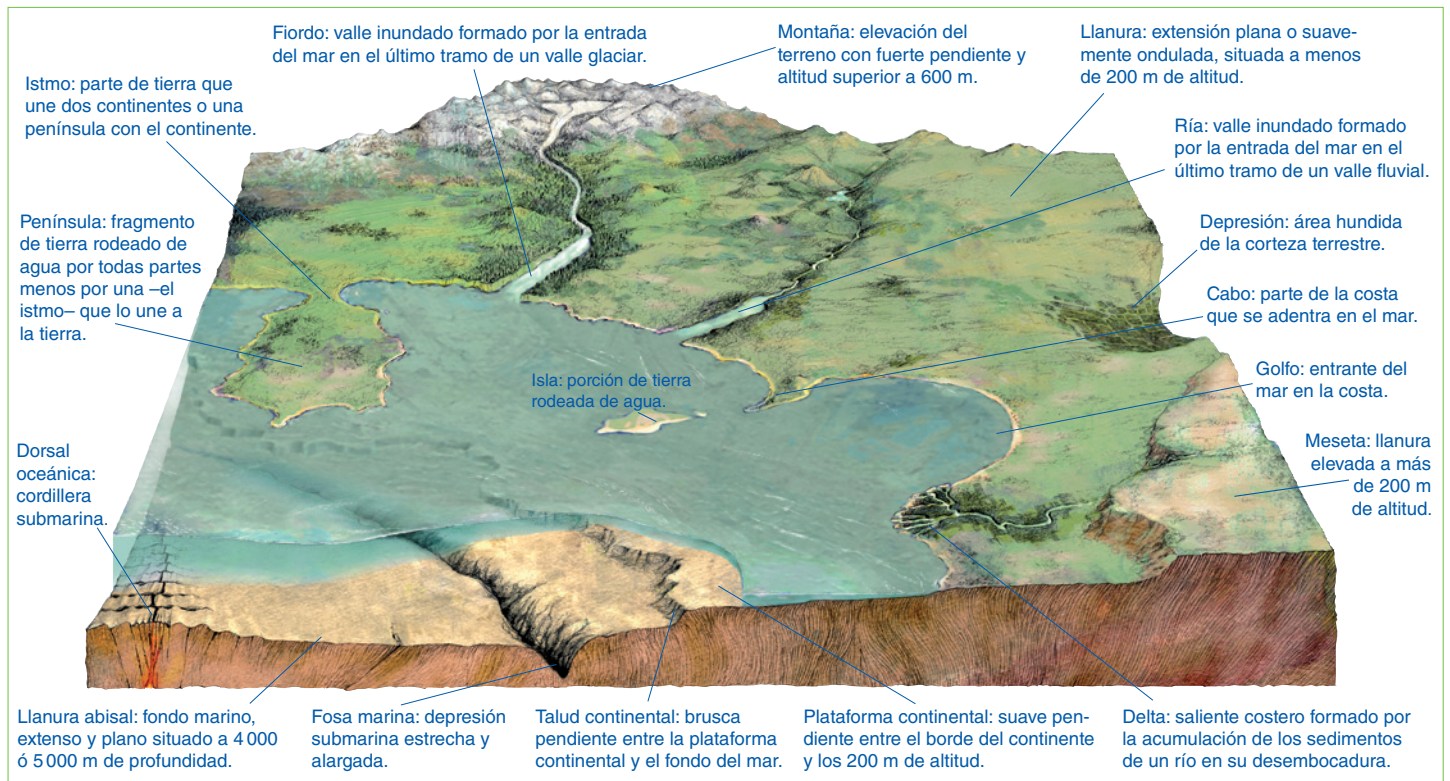 Fiordo: valle inundado formado por la entrada
del mar en el último tramo de un valle glaciar.
Montaña: elevación del
terreno con fuerte pendiente y
altitud superior a 600 m.
Llanura: extensión plana o suave-
mente ondulada, situada a menos
de 200 m de altitud.
Istmo: parte de tierra que
une dos continentes o una
península con el continente.
Ría: valle inundado formado
por la entrada del mar en el
último tramo de un valle fluvial.
Península: fragmento
de tierra rodeado de
agua por todas partes
menos por una –el
istmo– que lo une a
la tierra.
Depresión: área hundida
de la corteza terrestre.
Cabo: parte de la costa
que se adentra en el mar.
Isla: porción de tierra
rodeada de agua.
Golfo: entrante del
mar en la costa.
Dorsal
oceánica:
cordillera
submarina.
Meseta: llanura
elevada a más
de 200 m
de altitud.
Llanura abisal: fondo marino,
extenso y plano situado a 4 000
ó 5 000 m de profundidad.
Fosa marina: depresión
submarina estrecha y
alargada.
Talud continental: brusca
pendiente entre la plataforma
continental y el fondo del mar.
Plataforma continental: suave pen-
diente entre el borde del continente
y los 200 m de altitud.
Delta: saliente costero formado por
la acumulación de los sedimentos
de un río en su desembocadura.